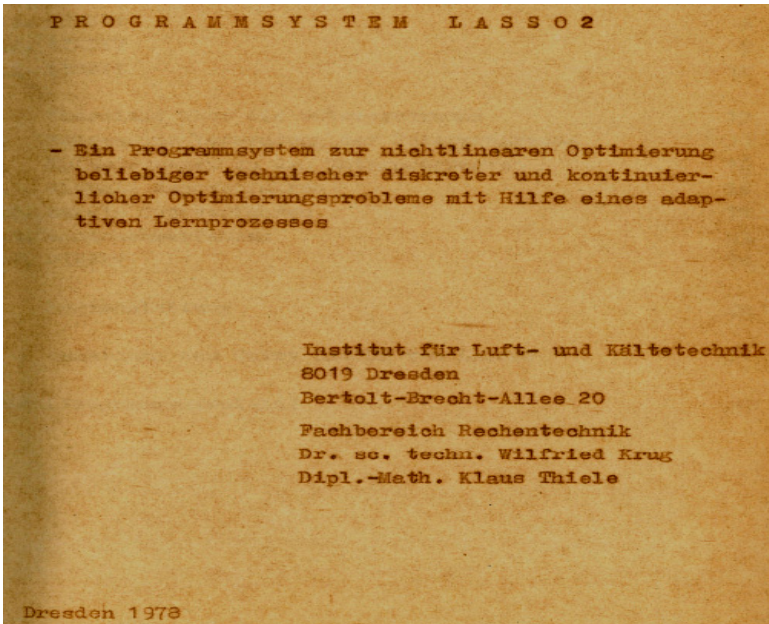 P R O G R A M M S Y S T E M   L A S S O 2
- Ein Programmsystem zur nichtlinearen Optimierung
beliebiger technischer diskreter und kontinuier-
licher Optimierungsprobleme mit Hilfe eines adap-
tiven Lernprozesses
Institut für Luft- und Kältetechnik
8019 Dresden
Bertolt-Brecht-Allee 20
Fachbereich Rechentechnik
Dr. sc. techn. Wilfried Krug
Dipl.-Math. Klaus Thiele
Dresden 1978